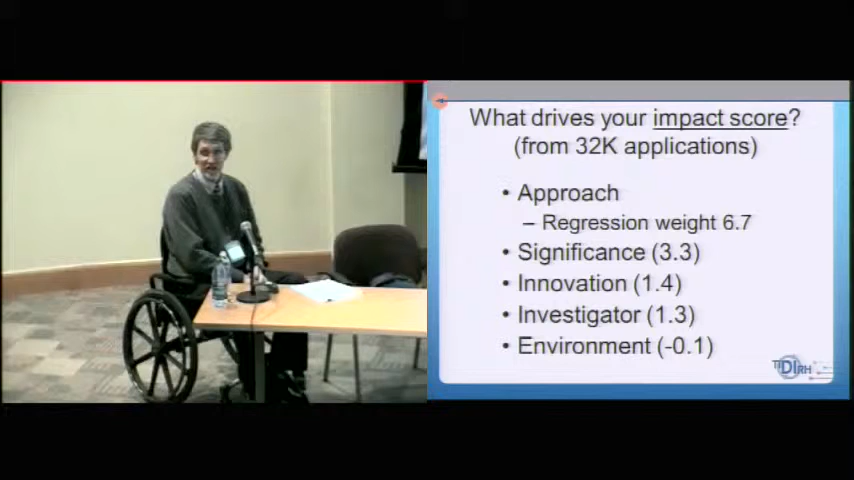 What drives your impact score?
(from 32K applications)
• Approach
– Regression weight 6.7
• Significance (3.3)
• Innovation (1.4)
• Investigator (1.3)
• Environment (-0.1)
TIDIRH